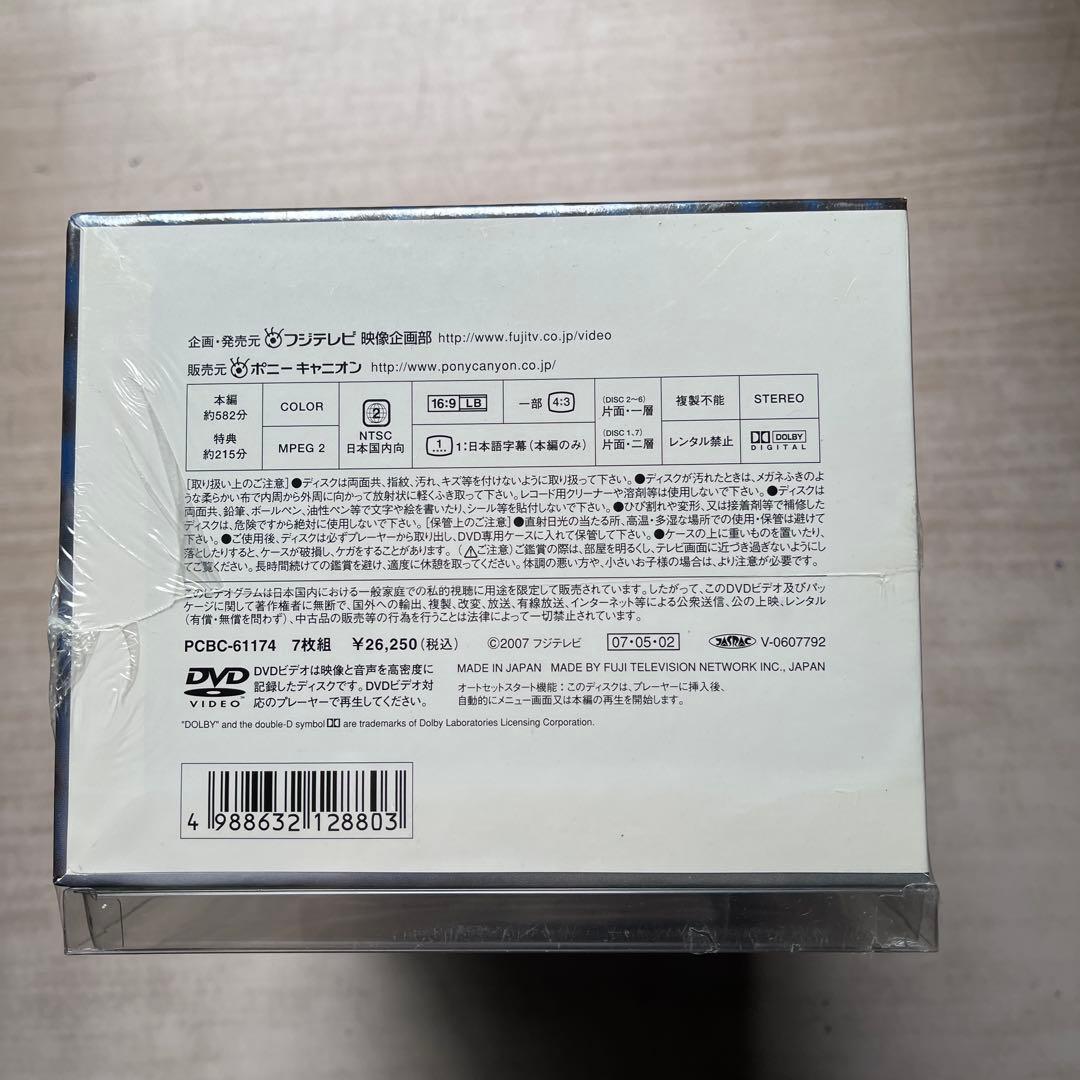 企画・発売元 フジテレビ 映像企画部 http://www.fujitv.co.jp/video
販売元 ポニーキャニオン http://www.ponycanyon.co.jp/
本編
約582分
COLOR
2
NTSC
日本国内向
16:9 LB
一部 4:3
(DISC 2〜6)
片面・一層
複製不能
STEREO
特典
約215分
MPEG 2
1
1:日本語字幕(本編のみ)
(DISC 1、7)
片面・二層
レンタル禁止
DOLBY
DIGITAL
[取り扱い上のご注意]●ディスクは両面共、指紋、汚れ、キズ等を付けないように取り扱って下さい。●ディスクが汚れたときは、メガネふきのよ
うな柔らかい布で内周から外周に向かって放射状に軽くふき取って下さい。レコード用クリーナーや溶剤等は使用しないで下さい。●ディスクは
両面共、鉛筆、ボールペン、油性ペン等で文字や絵を書いたり、シール等を貼付しないで下さい。●ひび割れや変形、又は接着剤等で補修した
ディスクは、危険ですから絶対に使用しないで下さい。[保管上のご注意]●直射日光の当たる所、高温・多湿な場所での使用・保管は避けて
下さい。●ご使用後、ディスクは必ずプレーヤーから取り出し、DVD専用ケースに入れて保管して下さい。●ケースの上に重いものを置いたり、
落としたりすると、ケースが破損し、ケガをすることがあります。(⚠ご注意)ご鑑賞の際は、部屋を明るくし、テレビ画面に近づき過ぎないようにし
てご覧ください。長時間続けての鑑賞を避け、適度に休憩を取ってください。体調の悪い方や、小さいお子様の場合は、より注意が必要です。
このビデオグラムは日本国内における一般家庭での私的視聴に用途を限定して販売されています。したがって、このDVDビデオ及びパッ
ケージに関して著作権者に無断で、国外への輸出、複製、改変、放送、有線放送、インターネット等による公衆送信、公の上映、レンタル
(有償・無償を問わず)、中古品の販売等の行為を行うことは法律によって一切禁止されています。
PCBC-61174 7枚組 ¥26,250(税込) ©2007 フジテレビ 07・05・02 JASRAC V-0607792
DVD
VIDEO™
DVDビデオは映像と音声を高密度に
記録したディスクです。DVDビデオ対
応のプレーヤーで再生してください。
MADE IN JAPAN MADE BY FUJI TELEVISION NETWORK INC., JAPAN
オートセットスタート機能:このディスクは、プレーヤーに挿入後、
自動的にメニュー画面又は本編の再生を開始します。
"DOLBY" and the double-D symbol are trademarks of Dolby Laboratories Licensing Corporation.
4 988632 128803